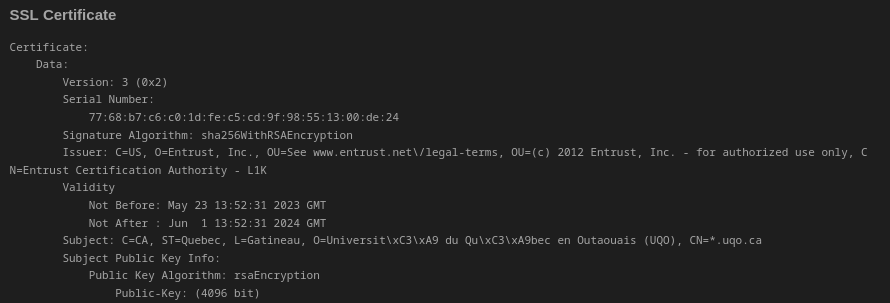 SSL Certificate
Certificate:
Data:
Version: 3 (0x2)
Serial Number:
77:68:b7:c6:c0:1d:fe:c5:cd:9f:98:55:13:00:de:24
Signature Algorithm: sha256WithRSAEncryption
Issuer: C=US, O=Entrust, Inc., OU=See www.entrust.net\/legal-terms, OU=(c) 2012 Entrust, Inc. - for authorized use only, C
N=Entrust Certification Authority - L1K
Validity
Not Before: May 23 13:52:31 2023 GMT
Not After : Jun  1 13:52:31 2024 GMT
Subject: C=CA, ST=Quebec, L=Gatineau, O=Universit\xC3\xA9 du Qu\xC3\xA9bec en Outaouais (UQO), CN=*.uqo.ca
Subject Public Key Info:
Public Key Algorithm: rsaEncryption
Public-Key: (4096 bit)